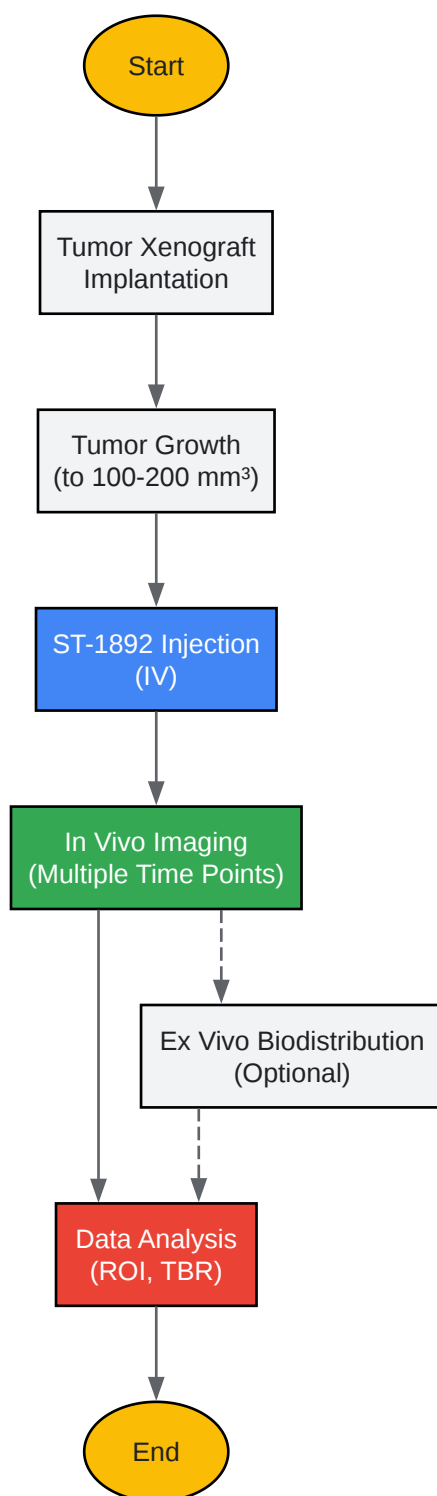 Start
Tumor Xenograft
Implantation
Tumor Growth
(to 100-200 mm³)
ST-1892 Injection
(IV)
In Vivo Imaging
(Multiple Time Points)
Ex Vivo Biodistribution
(Optional)
Data Analysis
(ROI, TBR)
End